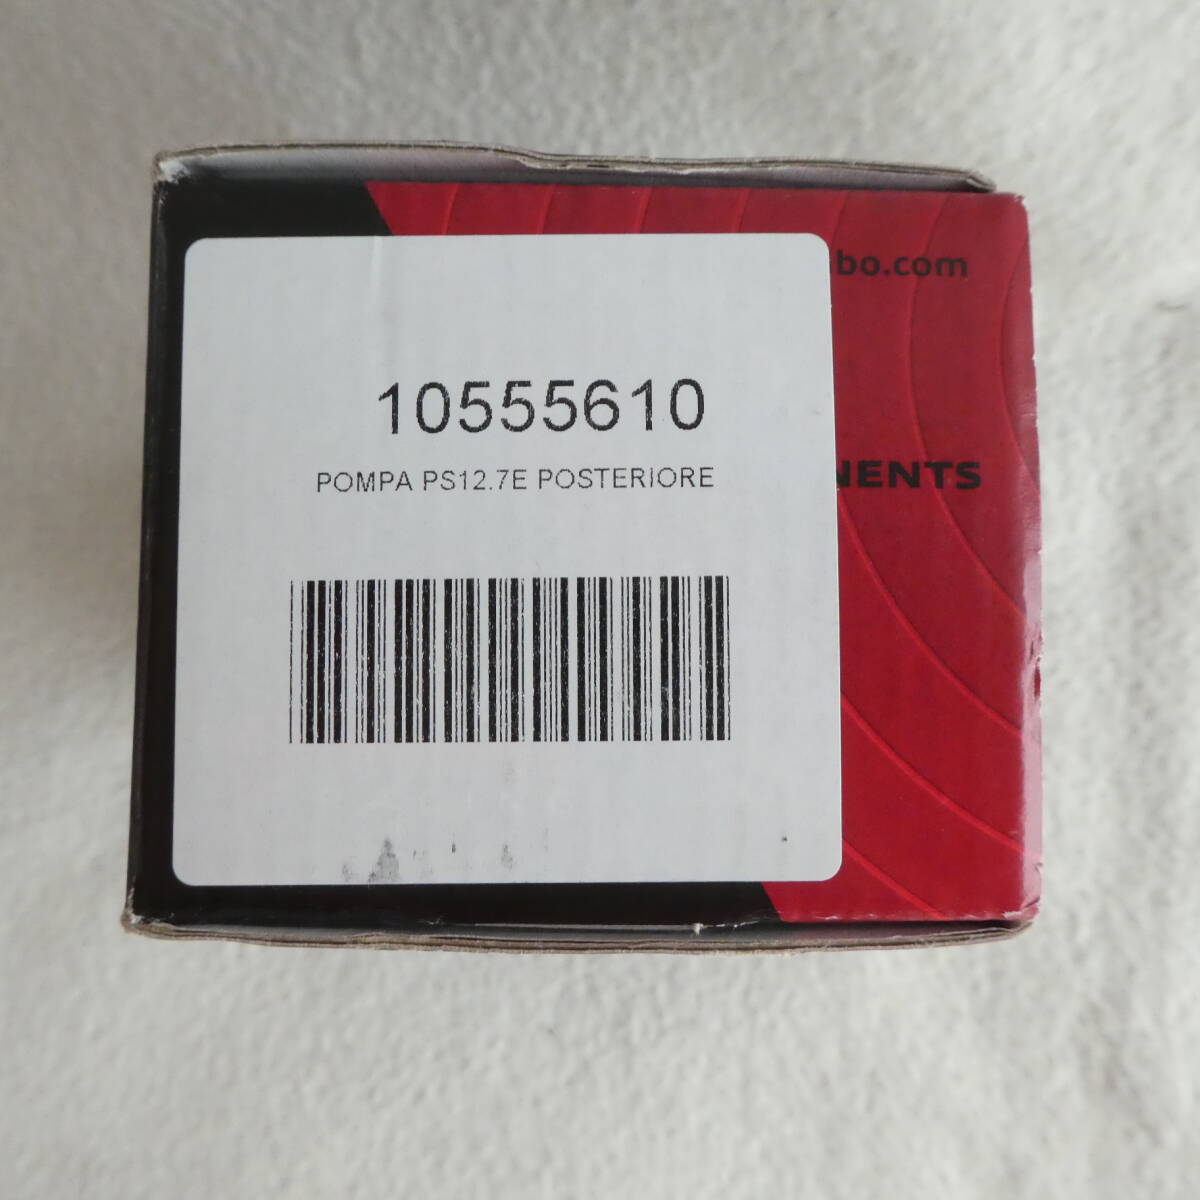 bo.com
10555610
POMPA PS12.7E POSTERIORE
NENTS